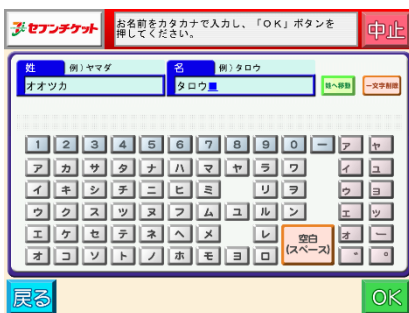 セブンチケット
お名前をカタカナで入力し、「OK」ボタンを
押してください。
中止
姓 例)ヤマダ
名 例)タロウ
オオツカ
タロウ
姓へ移動
一文字削除
1 2 3 4 5 6 7 8 9 0 ー ァ ャ
ア カ サ タ ナ ハ マ ヤ ラ ワ ィ ュ
イ キ シ チ ニ ヒ ミ リ ヲ ゥ ョ
ウ ク ス ツ ヌ フ ム ユ ル ン ェ ッ
エ ケ セ テ ネ ヘ メ レ 空白 ォ ー
オ コ ソ ト ノ ホ モ ヨ ロ (スペース) ゛ ゜
戻る
OK